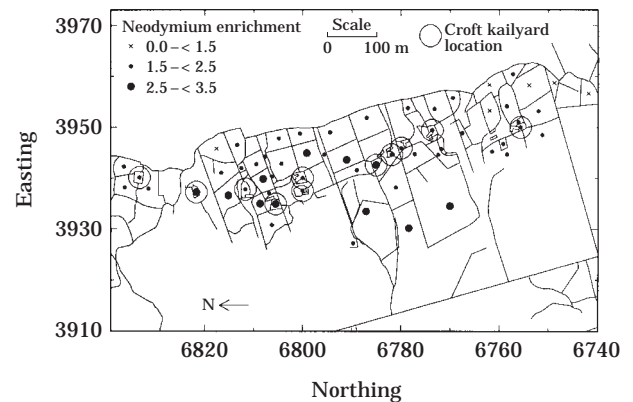 3973
Neodymium enrichment
× 0.0 – < 1.5
• 1.5 – < 2.5
● 2.5 – < 3.5
Scale
0 100 m
Croft kailyard
location
3950
3930
3910
Easting
N
6820 6800 6780 6760 6740
Northing